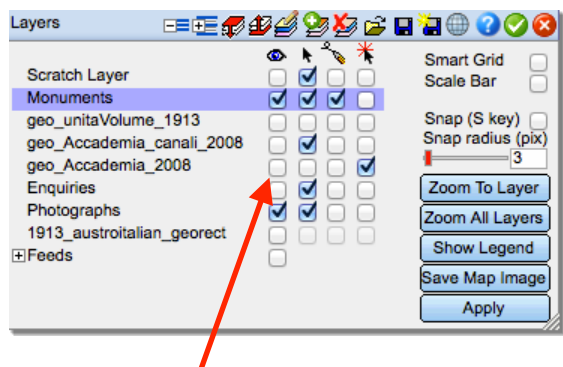 Layers
Smart Grid
Scale Bar
Scratch Layer
Monuments
geo_unitaVolume_1913
Snap (S key)
geo_Accademia_canali_2008
Snap radius (pix)
geo_Accademia_2008
3
Enquiries
Zoom To Layer
Photographs
Zoom All Layers
1913_austroitalian_georect
Show Legend
Feeds
Save Map Image
Apply